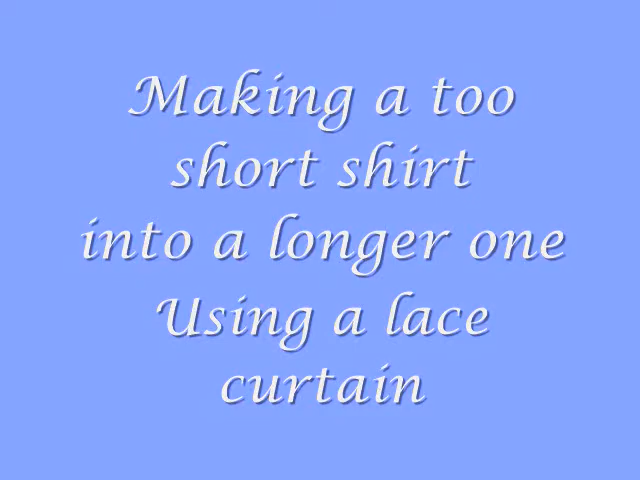 Making a too
short shirt
into a longer one
Using a lace
curtain